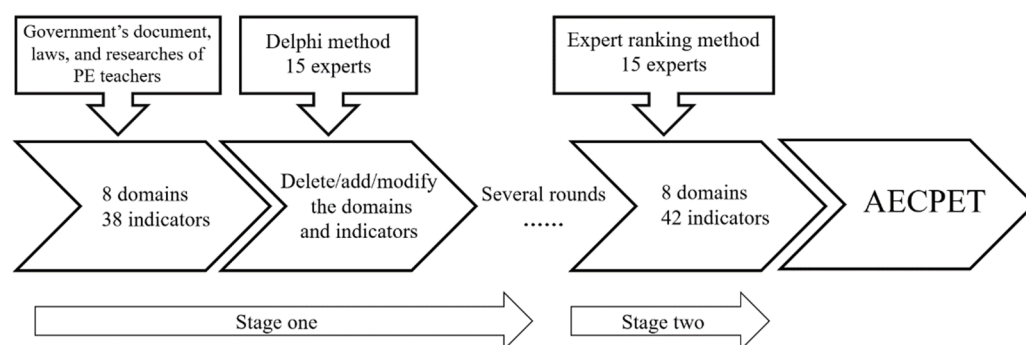 Government's document,
laws, and researches of
PE teachers
Delphi method
15 experts
Expert ranking method
15 experts
8 domains
38 indicators
Delete/add/modify
the domains
and indicators
Several rounds
......
8 domains
42 indicators
AECPET
Stage one
Stage two